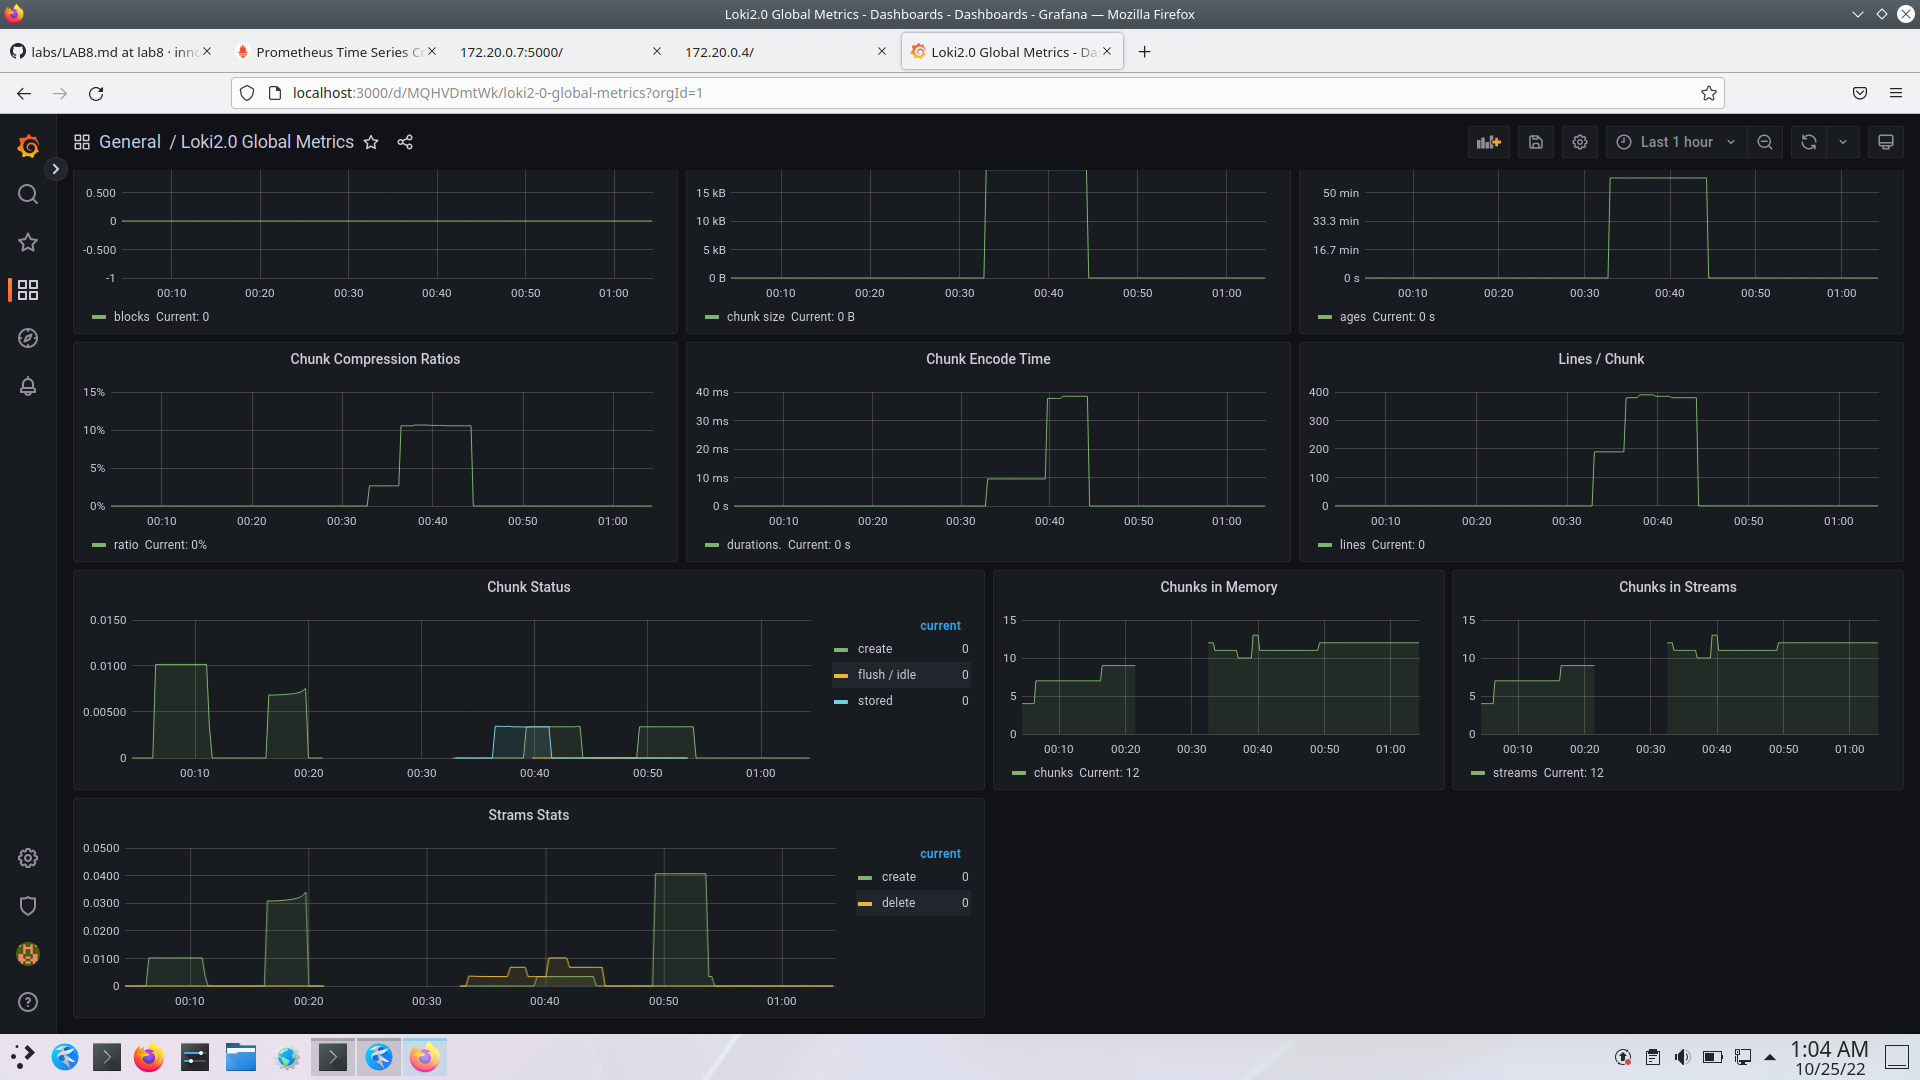 Loki2.0 Global Metrics - Dashboards - Dashboards - Grafana — Mozilla Firefox
labs/LAB8.md at lab8 · inno
Prometheus Time Series Co
172.20.0.7:5000/
172.20.0.4/
Loki2.0 Global Metrics - Da
localhost:3000/d/MQHVDmtWk/loki2-0-global-metrics?orgId=1
General / Loki2.0 Global Metrics
Last 1 hour
0.500
0
-0.500
-1
00:10 00:20 00:30 00:40 00:50 01:00
blocks Current: 0
15 kB
10 kB
5 kB
0 B
00:10 00:20 00:30 00:40 00:50 01:00
chunk size Current: 0 B
50 min
33.3 min
16.7 min
0 s
00:10 00:20 00:30 00:40 00:50 01:00
ages Current: 0 s
Chunk Compression Ratios
15%
10%
5%
0%
00:10 00:20 00:30 00:40 00:50 01:00
ratio Current: 0%
Chunk Encode Time
40 ms
30 ms
20 ms
10 ms
0 s
00:10 00:20 00:30 00:40 00:50 01:00
durations. Current: 0 s
Lines / Chunk
400
300
200
100
0
00:10 00:20 00:30 00:40 00:50 01:00
lines Current: 0
Chunk Status
0.0150
0.0100
0.00500
0
00:10 00:20 00:30 00:40 00:50 01:00
current
create 0
flush / idle 0
stored 0
Chunks in Memory
15
10
5
0
00:10 00:20 00:30 00:40 00:50 01:00
chunks Current: 12
Chunks in Streams
15
10
5
0
00:10 00:20 00:30 00:40 00:50 01:00
streams Current: 12
Strams Stats
0.0500
0.0400
0.0300
0.0200
0.0100
0
00:10 00:20 00:30 00:40 00:50 01:00
current
create 0
delete 0
1:04 AM
10/25/22